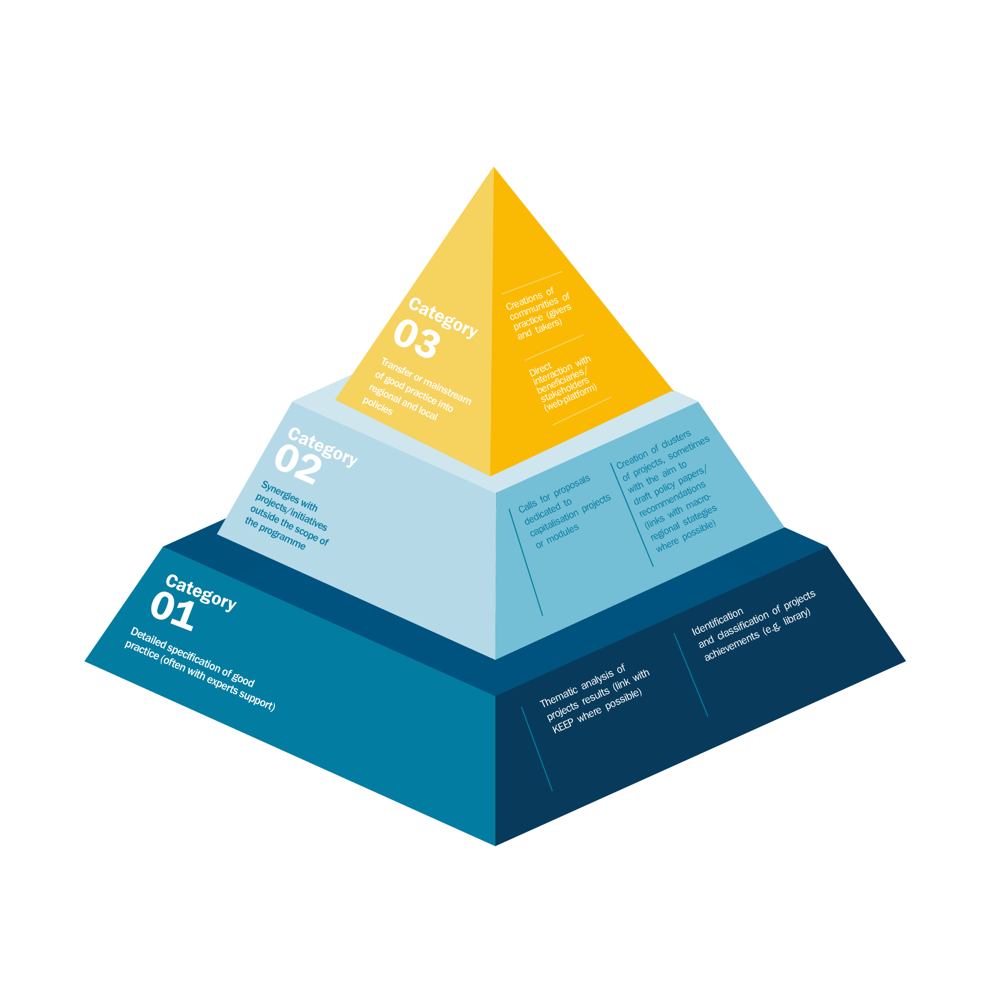 Category
03
Transfer or mainstream
of good practice into
regional and local
policies
Creations of
communities of
practice (givers
and takers)
Direct
interaction with
beneficiaries/
stakeholders
(web-platform)
Category
02
Synergies with
projects/initiatives
outside the scope of
the programme
Calls for proposals
dedicated to
capitalisation projects
or modules
Creation of clusters
of projects, sometimes
with the aim to
draft policy papers/
recommendations
(links with macro-
regional stategies
where possible)
Category
01
Detailed specification of good
practice (often with experts support)
Thematic analysis of
projects results (link with
KEEP where possible)
Identification
and classification of projects
achievements (e.g. library)